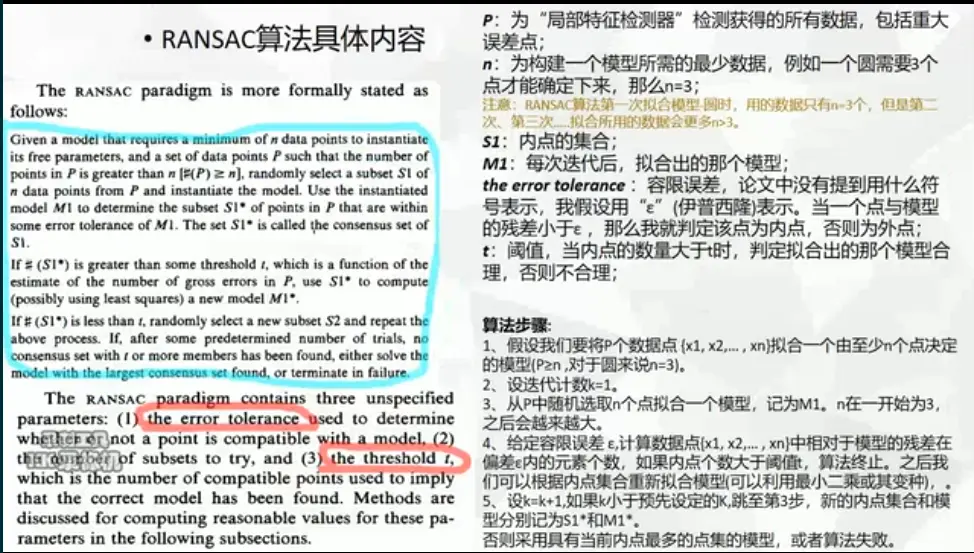 • RANSAC算法具体内容
The RANSAC paradigm is more formally stated as
follows:
Given a model that requires a minimum of n data points to instantiate
its free parameters, and a set of data points P such that the number of
points in P is greater than n [#(P) ≥ n], randomly select a subset S1 of
n data points from P and instantiate the model. Use the instantiated
model M1 to determine the subset S1* of points in P that are within
some error tolerance of M1. The set S1* is called the consensus set of
S1.
If # (S1*) is greater than some threshold t, which is a function of the
estimate of the number of gross errors in P, use S1* to compute
(possibly using least squares) a new model M1*.
If # (S1*) is less than t, randomly select a new subset S2 and repeat the
above process. If, after some predetermined number of trials, no
consensus set with t or more members has been found, either solve the
model with the largest consensus set found, or terminate in failure.
The RANSAC paradigm contains three unspecified
parameters: (1) the error tolerance used to determine
not a point is compatible with a model, (2)
of subsets to try, and (3) the threshold t,
which is the number of compatible points used to imply
that the correct model has been found. Methods are
discussed for computing reasonable values for these pa-
rameters in the following subsections.
P：为“局部特征检测器”检测获得的所有数据，包括重大
误差点；
n：为构建一个模型所需的最少数据，例如一个圆需要3个
点才能确定下来，那么n=3；
注意：RANSAC算法第一次拟合模型-圆时，用的数据只有n=3个，但是第二
次、第三次.....拟合所用的数据会更多n>3。
S1：内点的集合；
M1：每次迭代后，拟合出的那个模型；
the error tolerance：容限误差，论文中没有提到用什么符
号表示，我假设用“ε”(伊普西隆)表示。当一个点与模型
的残差小于ε，那么我就判定该点为内点，否则为外点；
t：阈值，当内点的数量大于t时，判定拟合出的那个模型合
理，否则不合理；
算法步骤:
1、假设我们要将P个数据点 {x1, x2,... , xn}拟合一个由至少n个点决定
的模型(P≥n ,对于圆来说n=3)。
2、设迭代计数k=1。
3、从P中随机选取n个点拟合一个模型，记为M1。n在一开始为3，
之后会越来越大。
4、给定容限误差 ε,计算数据点{x1, x2,... , xn}中相对于模型的残差在
偏差ε内的元素个数，如果内点个数大于阈值t，算法终止。之后我
们可以根据内点集合重新拟合模型(可以利用最小二乘或其变种)，。
5、设k=k+1,如果k小于预先设定的K,跳至第3步，新的内点集合和模
型分别记为S1*和M1*。
否则采用具有当前内点最多的点集的模型，或者算法失败。